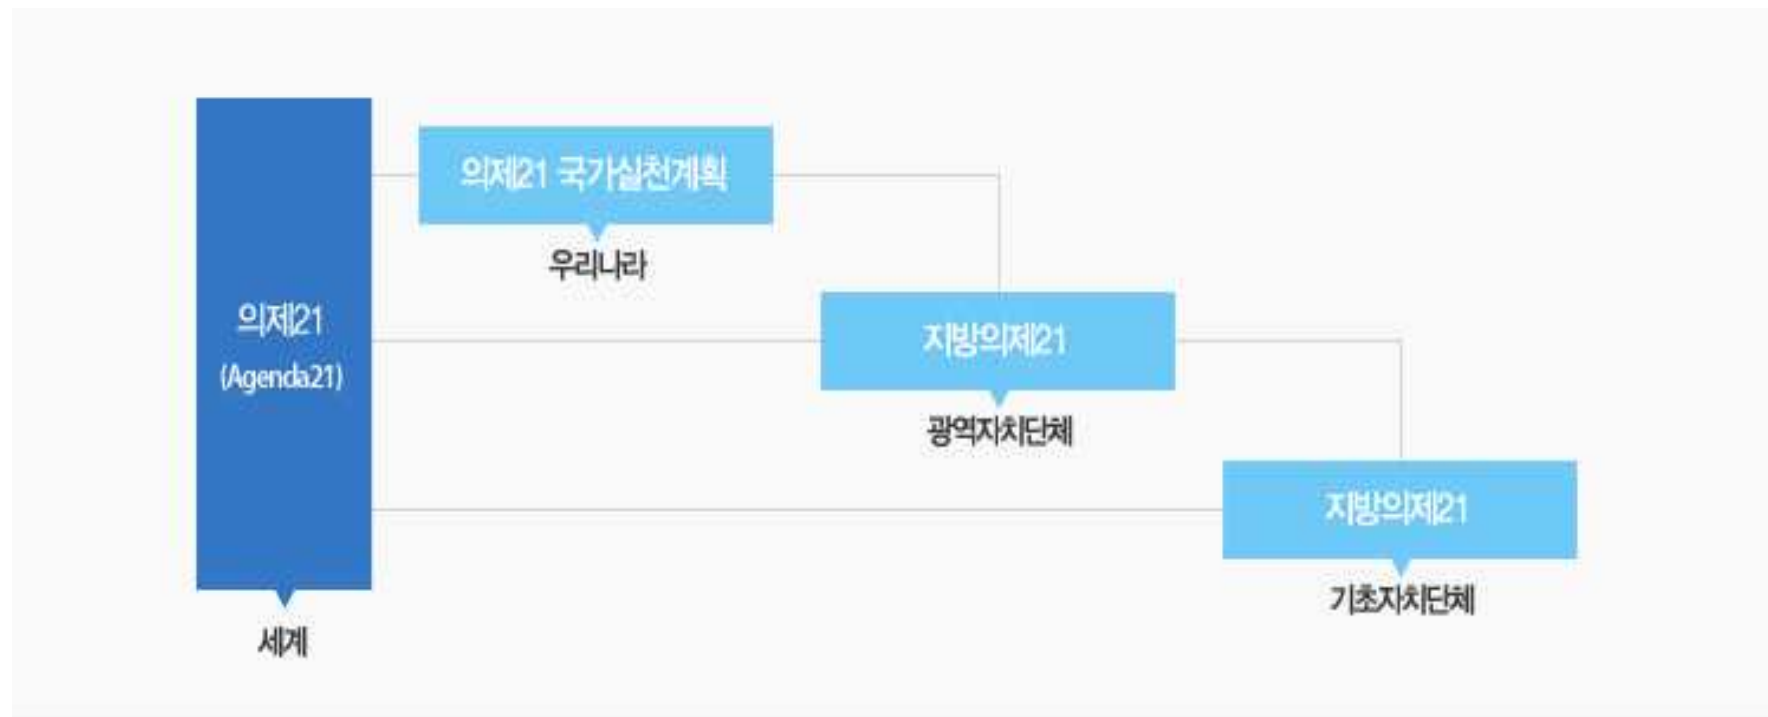 의제21
(Agenda21)
세계
의제21 국가실천계획
우리나라
지방의제21
광역자치단체
지방의제21
기초자치단체